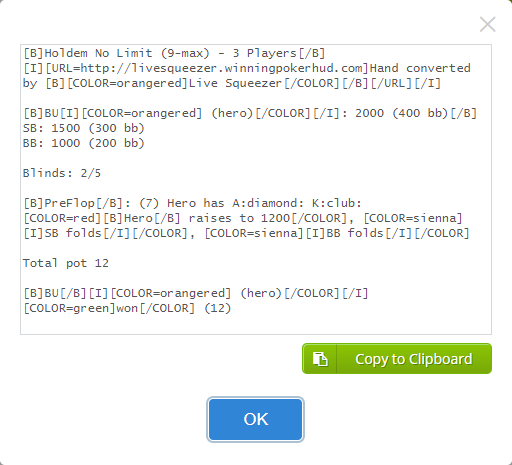 [B]Holdem No Limit (9-max) - 3 Players[/B]
[I][URL=http://livesqueezer.winningpokerhud.com]Hand converted
by [B][COLOR=orangered]Live Squeezer[/COLOR][/B][/URL][/I]
[B]BU[I][COLOR=orangered] (hero)[/COLOR][/I]: 2000 (400 bb)[/B]
SB: 1500 (300 bb)
BB: 1000 (200 bb)
Blinds: 2/5
[B]PreFlop[/B]: (7) Hero has A:diamond: K:club:
[COLOR=red][B]Hero[/B] raises to 1200[/COLOR], [COLOR=sienna]
[I]SB folds[/I][/COLOR], [COLOR=sienna][I]BB folds[/I][/COLOR]
Total pot 12
[B]BU[/B][I][COLOR=orangered] (hero)[/COLOR][/I]
[COLOR=green]won[/COLOR] (12)
Copy to Clipboard
OK